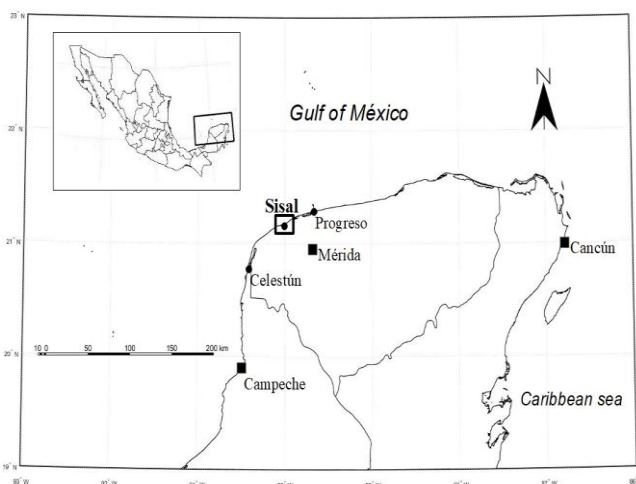 23° N
N
Gulf of México
22° N
Sisal
Progreso
21° N
Mérida
Cancún
Celestún
10 0 50 100 150 200 km
20° N
Campeche
Caribbean sea
19° N